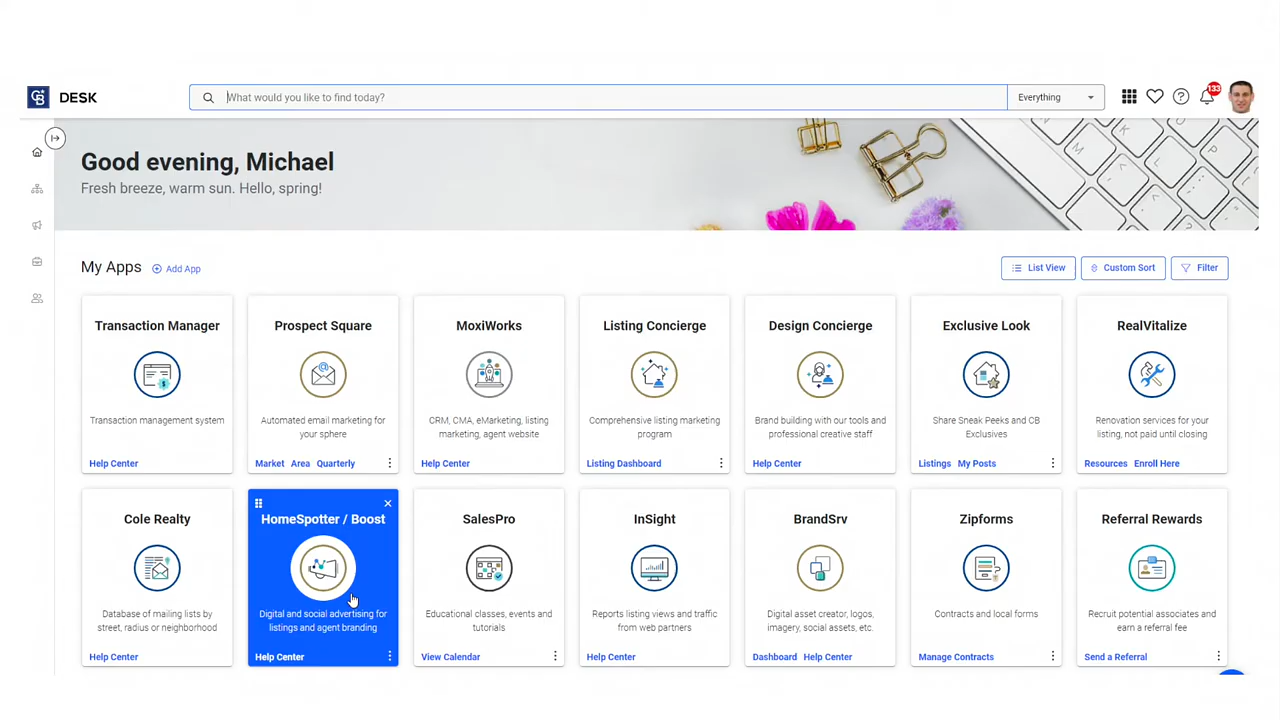 CB DESK
What would you like to find today?
Everything
133
Good evening, Michael
Fresh breeze, warm sun. Hello, spring!
My Apps
Add App
List View
Custom Sort
Filter
Transaction Manager
Transaction management system
Help Center
Prospect Square
Automated email marketing for
your sphere
Market Area Quarterly
MoxiWorks
CRM, CMA, eMarketing, listing
marketing, agent website
Help Center
Listing Concierge
Comprehensive listing marketing
program
Listing Dashboard
Design Concierge
Brand building with our tools and
professional creative staff
Help Center
Exclusive Look
Share Sneak Peeks and CB
Exclusives
Listings My Posts
RealVitalize
Renovation services for your
listing, not paid until closing
Resources Enroll Here
Cole Realty
Database of mailing lists by
street, radius or neighborhood
Help Center
HomeSpotter / Boost
Digital and social advertising for
listings and agent branding
Help Center
SalesPro
Educational classes, events and
tutorials
View Calendar
InSight
Reports listing views and traffic
from web partners
Help Center
BrandSrv
Digital asset creator, logos,
imagery, social assets, etc.
Dashboard Help Center
Zipforms
Contracts and local forms
Manage Contracts
Referral Rewards
Recruit potential associates and
earn a referral fee
Send a Referral